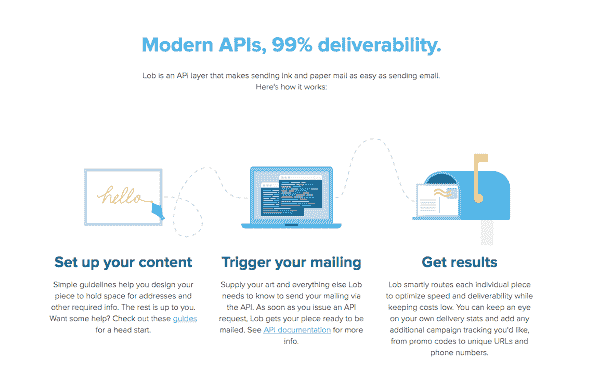 Modern APIs, 99% deliverability.
Lob is an API layer that makes sending ink and paper mail as easy as sending email.
Here's how it works:
hello
Set up your content
Simple guidelines help you design your
piece to hold space for addresses and
other required info. The rest is up to you.
Want some help? Check out these guides
for a head start.
Trigger your mailing
Supply your art and everything else Lob
needs to know to send your mailing via
the API. As soon as you issue an API
request, Lob gets your piece ready to be
mailed. See API documentation for more
info.
Get results
Lob smartly routes each individual piece
to optimize speed and deliverability while
keeping costs low. You can keep an eye
on your own delivery stats and add any
additional campaign tracking you'd like,
from promo codes to unique URLs and
phone numbers.